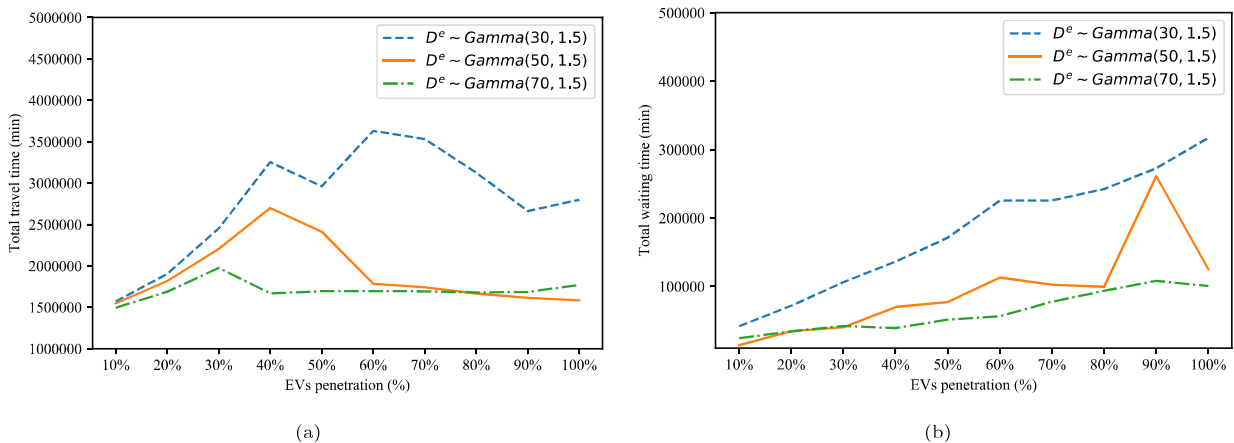 5000000
4500000
4000000
3500000
3000000
2500000
2000000
1500000
1000000
Total travel time (min)
D^e ~ Gamma(30, 1.5)
D^e ~ Gamma(50, 1.5)
D^e ~ Gamma(70, 1.5)
10% 20% 30% 40% 50% 60% 70% 80% 90% 100%
EVs penetration (%)
(a)
500000
400000
300000
200000
100000
Total waiting time (min)
D^e ~ Gamma(30, 1.5)
D^e ~ Gamma(50, 1.5)
D^e ~ Gamma(70, 1.5)
10% 20% 30% 40% 50% 60% 70% 80% 90% 100%
EVs penetration (%)
(b)